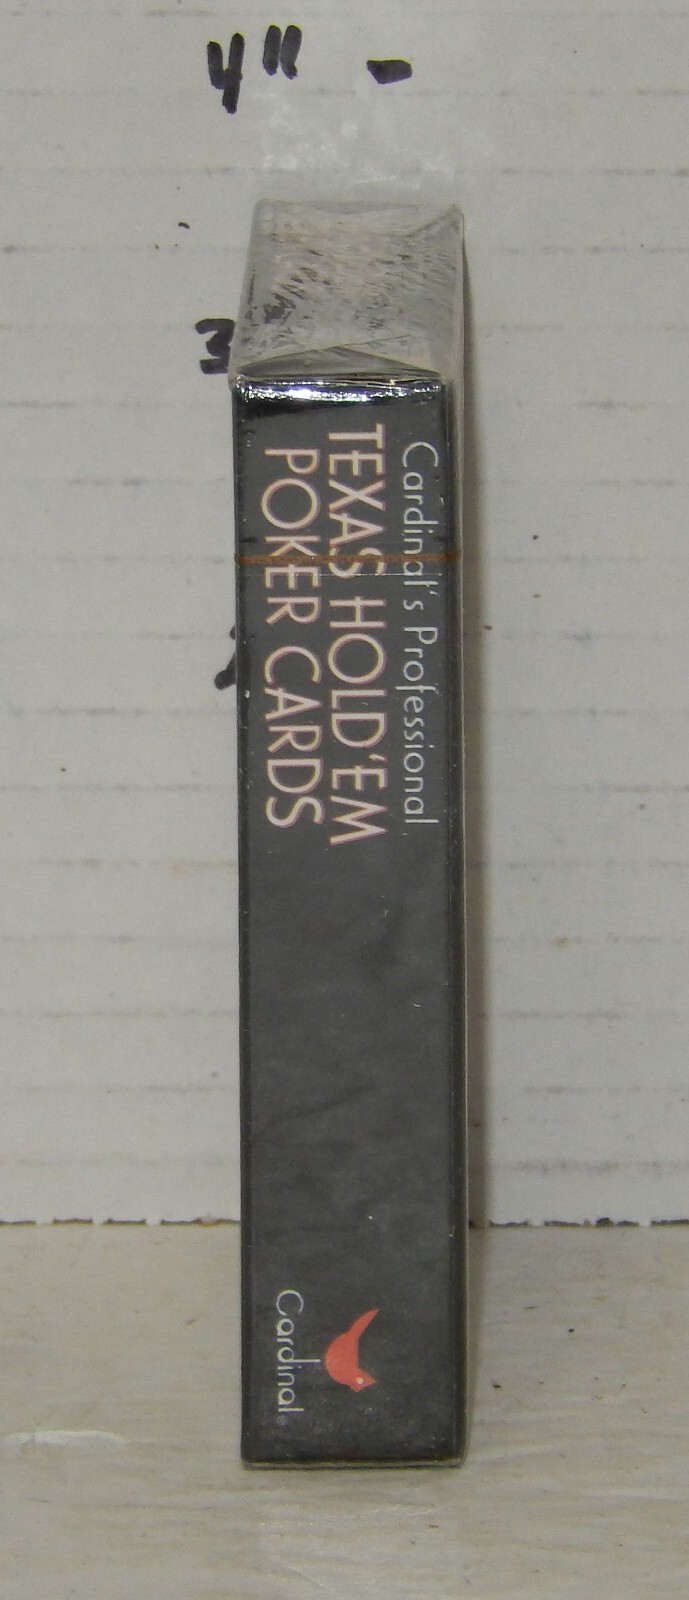 4" -
3
Cardinal's Professional
TEXAS HOLD'EM
POKER CARDS
Cardinal®